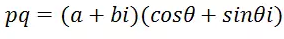 pq = (a + bi)(cosθ + sinθi)